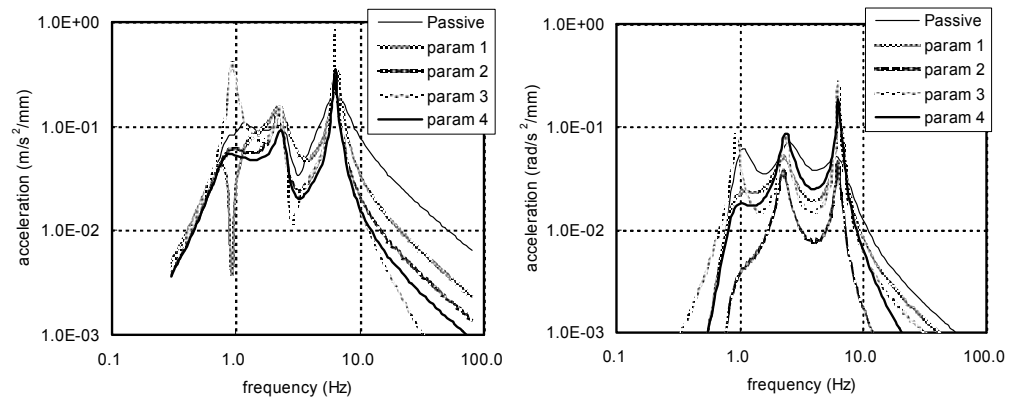 1.0E+00
1.0E-01
1.0E-02
1.0E-03
0.1
1.0
10.0
100.0
acceleration (m/s²/mm)
frequency (Hz)
Passive
param 1
param 2
param 3
param 4
1.0E+00
1.0E-01
1.0E-02
1.0E-03
0.1
1.0
10.0
100.0
acceleration (rad/s²/mm)
frequency (Hz)
Passive
param 1
param 2
param 3
param 4